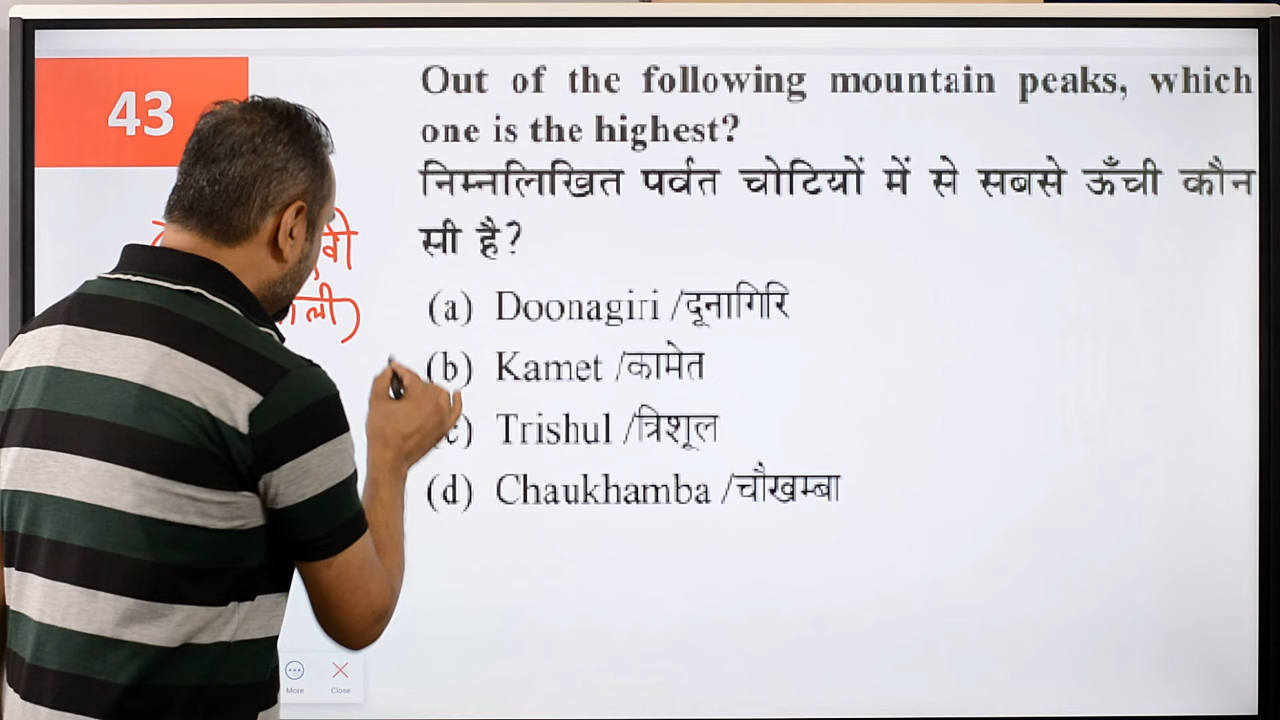 43
Out of the following mountain peaks, which
one is the highest?
निम्नलिखित पर्वत चोटियों में से सबसे ऊँची कौन
सी है?
(a) Doonagiri /दूनागिरि
(b) Kamet /कामेत
(c) Trishul /त्रिशूल
(d) Chaukhamba /चौखम्बा
More Close